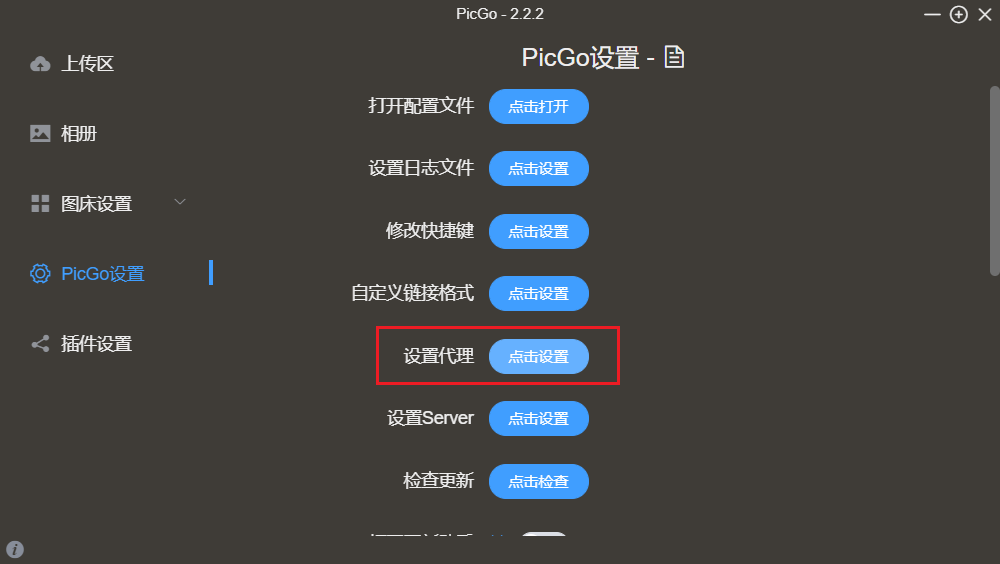 PicGo - 2.2.2
上传区
相册
图床设置
PicGo设置
插件设置
PicGo设置 -
打开配置文件 点击打开
设置日志文件 点击设置
修改快捷键 点击设置
自定义链接格式 点击设置
设置代理 点击设置
设置Server 点击设置
检查更新 点击检查